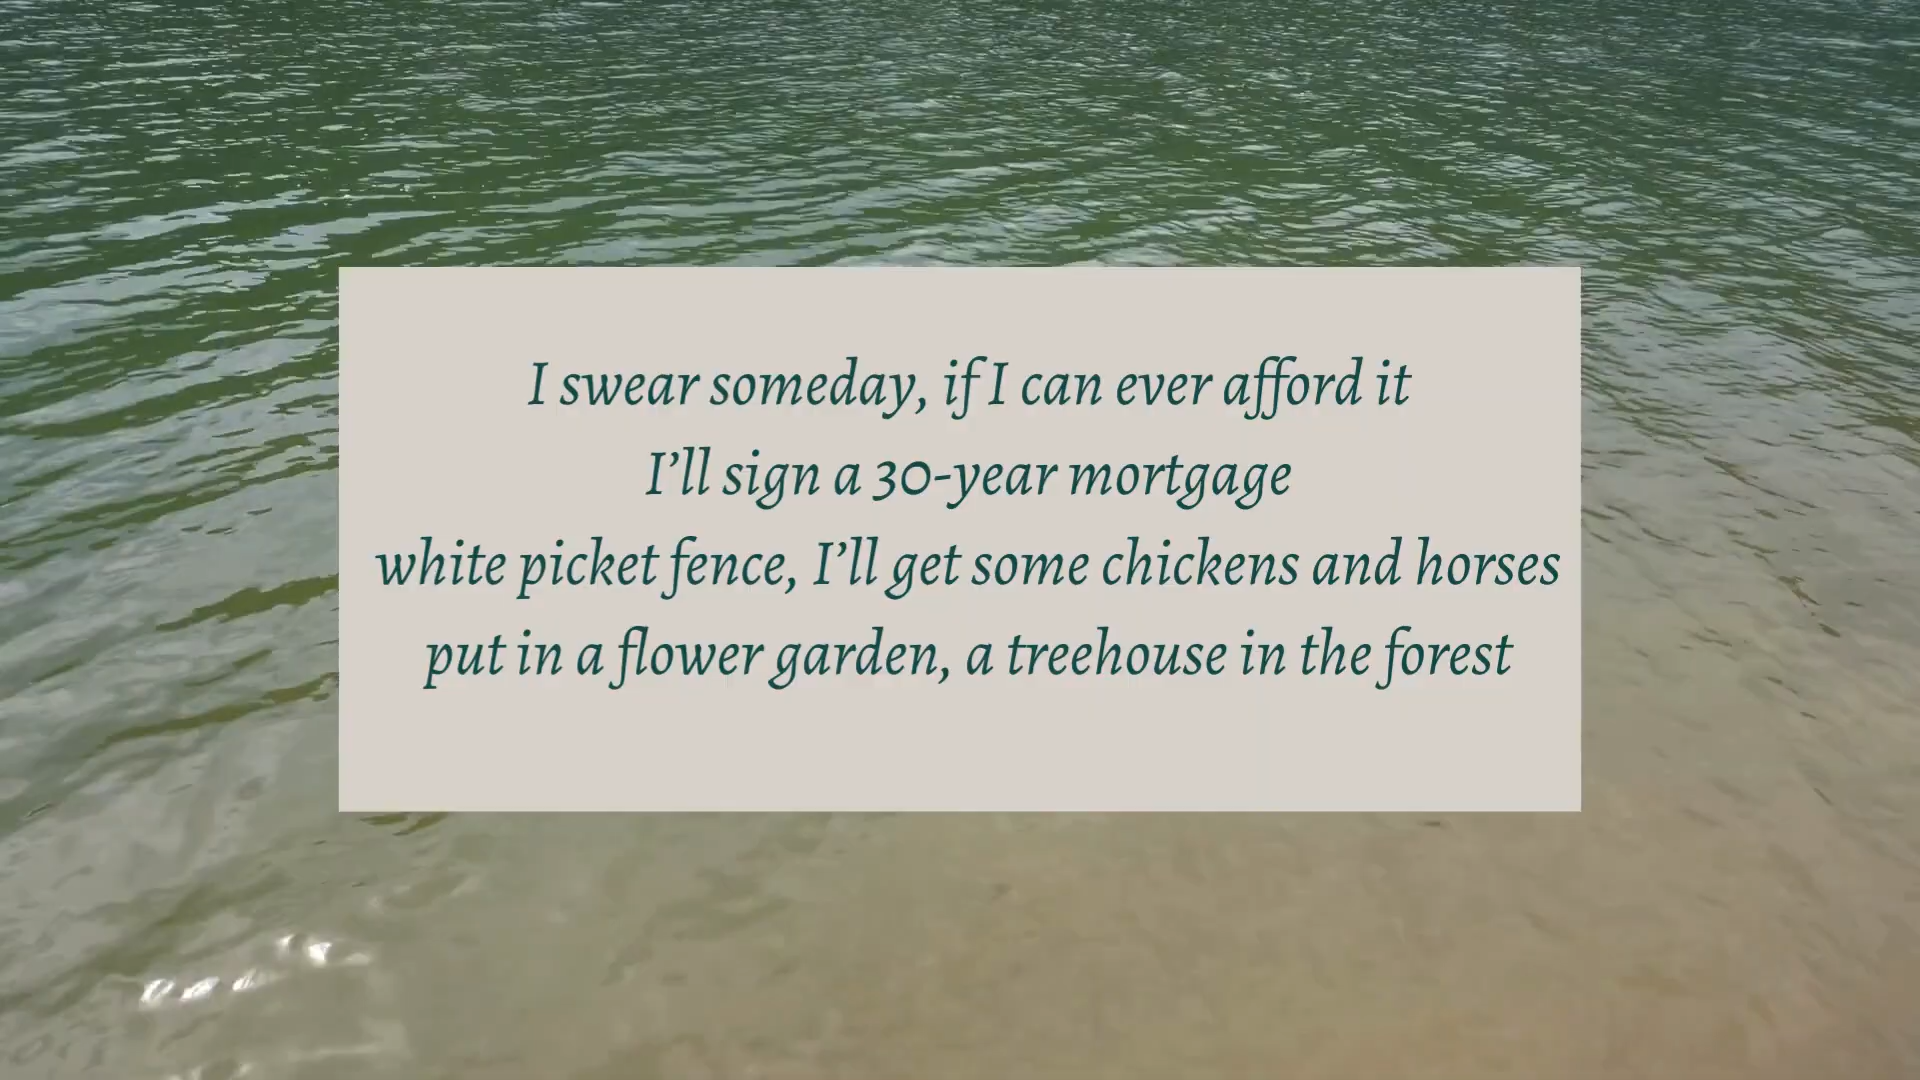 I swear someday, if I can ever afford it
I’ll sign a 30-year mortgage
white picket fence, I’ll get some chickens and horses
put in a flower garden, a treehouse in the forest